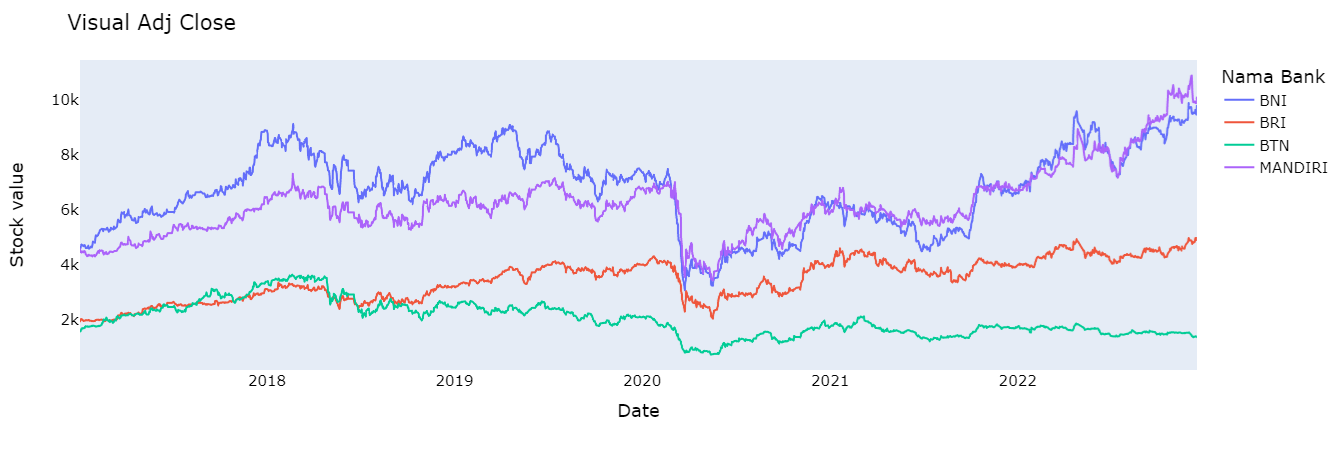 Visual Adj Close
Stock value
10k
8k
6k
4k
2k
2018
2019
2020
2021
2022
Date
Nama Bank
BNI
BRI
BTN
MANDIRI